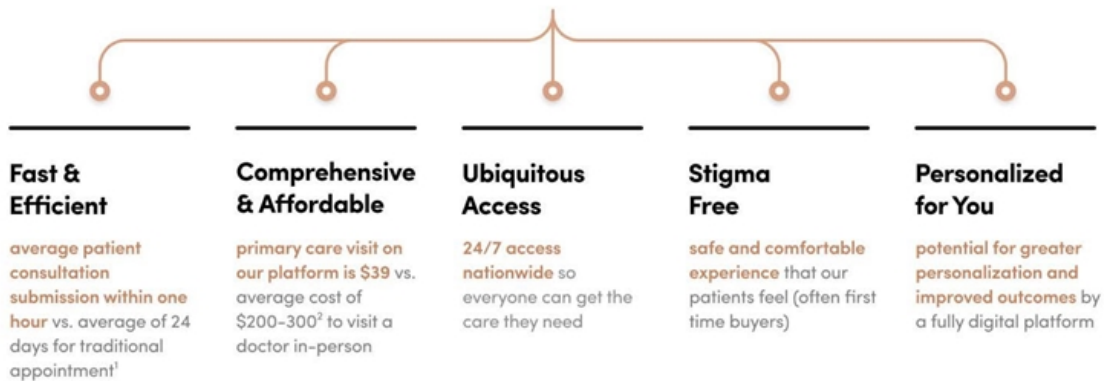 Fast &
Efficient
average patient
consultation
submission within one
hour vs. average of 24
days for traditional
appointment¹
Comprehensive
& Affordable
primary care visit on
our platform is $39 vs.
average cost of
$200-300² to visit a
doctor in-person
Ubiquitous
Access
24/7 access
nationwide so
everyone can get the
care they need
Stigma
Free
safe and comfortable
experience that our
patients feel (often first
time buyers)
Personalized
for You
potential for greater
personalization and
improved outcomes by
a fully digital platform